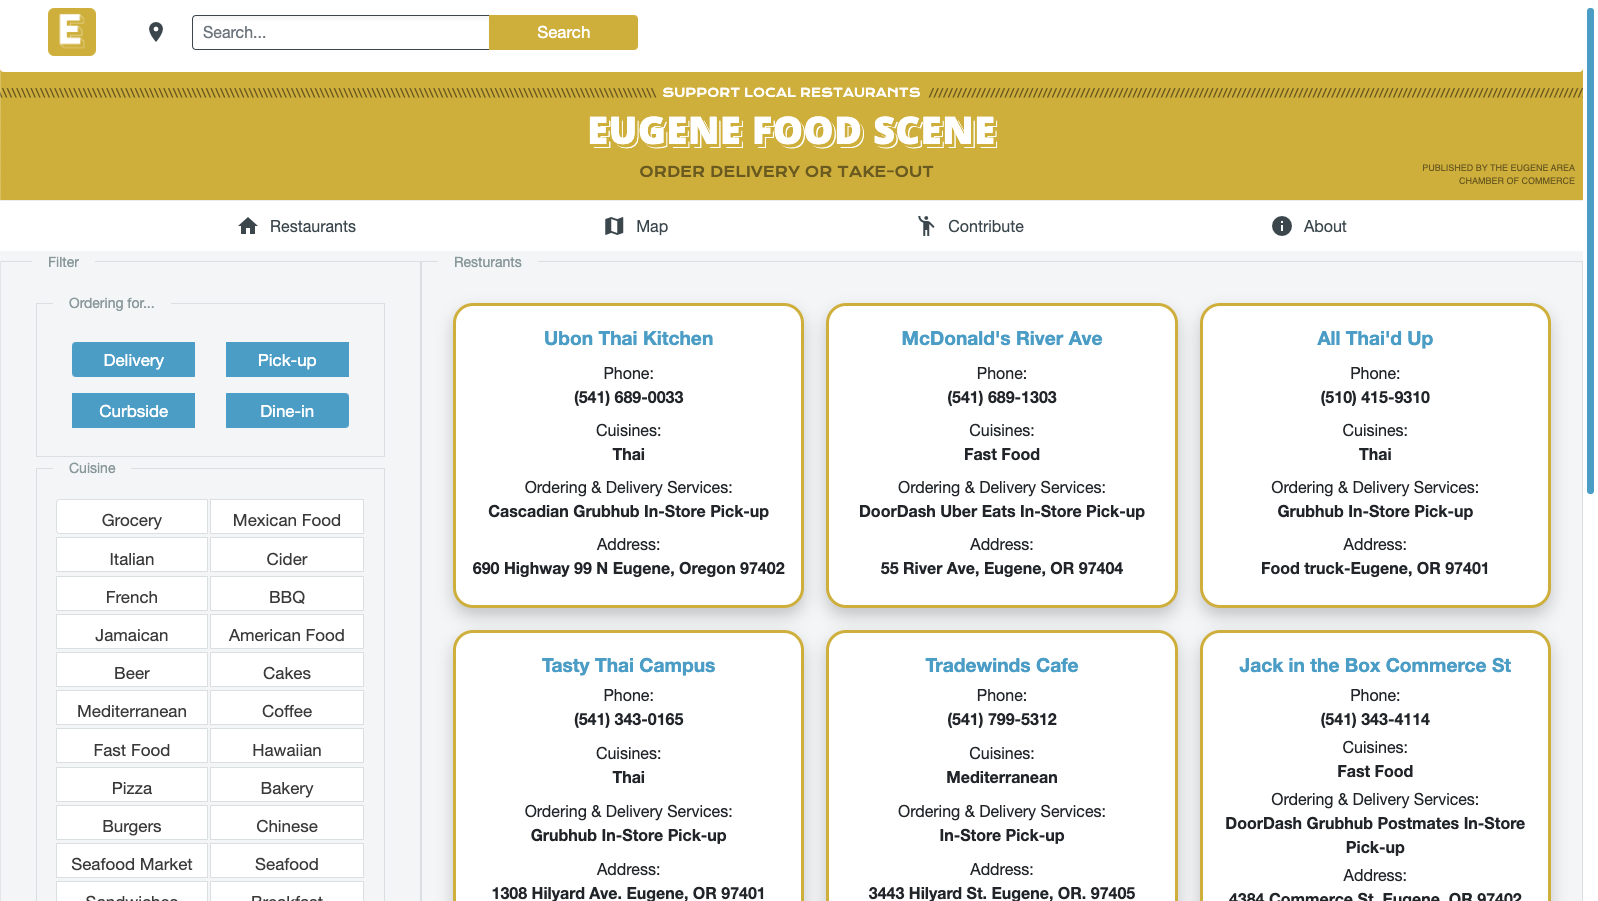 E
Search...
Search
SUPPORT LOCAL RESTAURANTS
EUGENE FOOD SCENE
ORDER DELIVERY OR TAKE-OUT
PUBLISHED BY THE EUGENE AREA
CHAMBER OF COMMERCE
Restaurants
Map
Contribute
About
Filter
Ordering for...
Delivery
Pick-up
Curbside
Dine-in
Cuisine
Grocery
Mexican Food
Italian
Cider
French
BBQ
Jamaican
American Food
Beer
Cakes
Mediterranean
Coffee
Fast Food
Hawaiian
Pizza
Bakery
Burgers
Chinese
Seafood Market
Seafood
Sandwiches
Breakfast
Resturants
Ubon Thai Kitchen
Phone:
(541) 689-0033
Cuisines:
Thai
Ordering & Delivery Services:
Cascadian Grubhub In-Store Pick-up
Address:
690 Highway 99 N Eugene, Oregon 97402
McDonald's River Ave
Phone:
(541) 689-1303
Cuisines:
Fast Food
Ordering & Delivery Services:
DoorDash Uber Eats In-Store Pick-up
Address:
55 River Ave, Eugene, OR 97404
All Thai'd Up
Phone:
(510) 415-9310
Cuisines:
Thai
Ordering & Delivery Services:
Grubhub In-Store Pick-up
Address:
Food truck-Eugene, OR 97401
Tasty Thai Campus
Phone:
(541) 343-0165
Cuisines:
Thai
Ordering & Delivery Services:
Grubhub In-Store Pick-up
Address:
1308 Hilyard Ave. Eugene, OR 97401
Tradewinds Cafe
Phone:
(541) 799-5312
Cuisines:
Mediterranean
Ordering & Delivery Services:
In-Store Pick-up
Address:
3443 Hilyard St. Eugene, OR. 97405
Jack in the Box Commerce St
Phone:
(541) 343-4114
Cuisines:
Fast Food
Ordering & Delivery Services:
DoorDash Grubhub Postmates In-Store
Pick-up
Address:
4384 Commerce St, Eugene, OR 97402